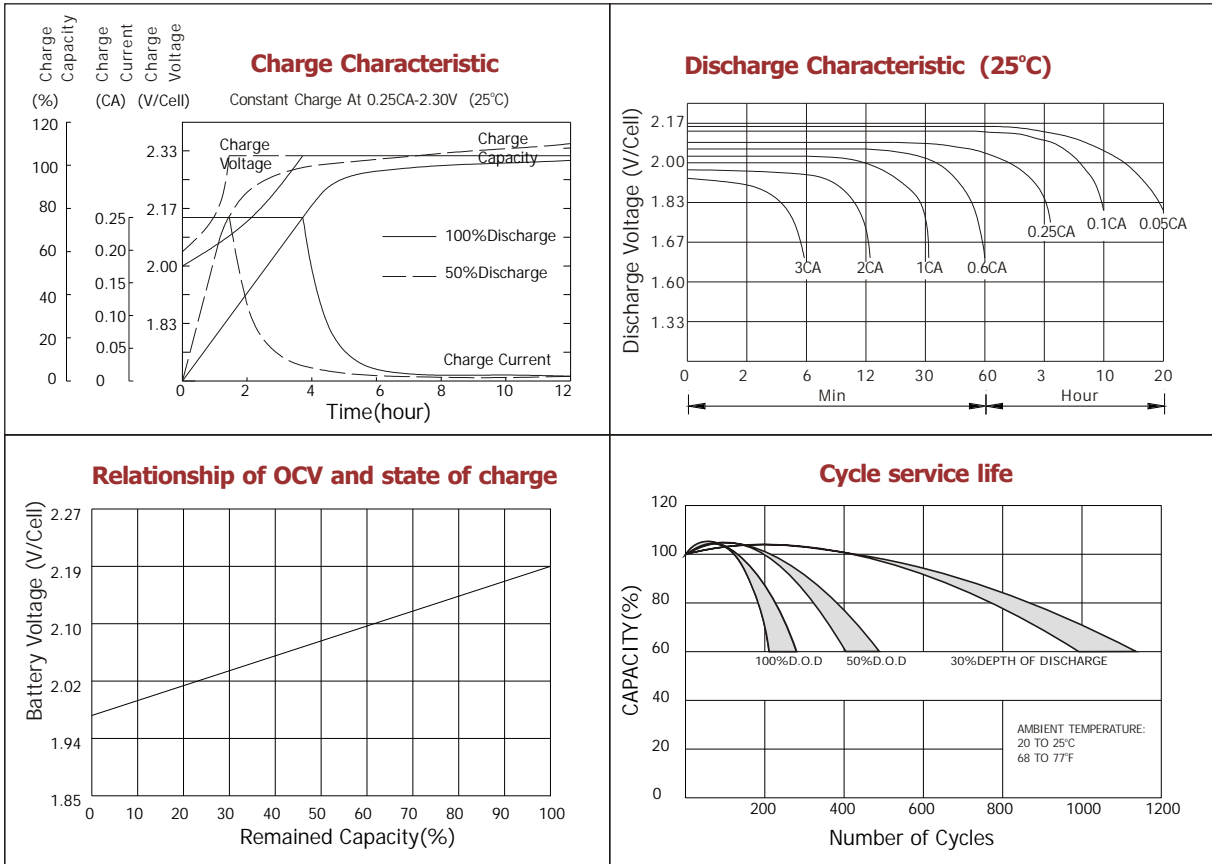 Charge Capacity
Charge Current
Charge Voltage
(%)
(CA)
(V/Cell)
Charge Characteristic
Constant Charge At 0.25CA-2.30V (25°C)
120
100
80
60
40
20
0
0.25
0.20
0.15
0.10
0.05
0
2.33
2.17
2.00
1.83
Charge Voltage
Charge Capacity
100%Discharge
50%Discharge
Charge Current
0
2
4
6
8
10
12
Time(hour)
Discharge Characteristic (25°C)
Discharge Voltage (V/Cell)
2.17
2.00
1.83
1.67
1.60
1.33
3CA
2CA
1CA
0.6CA
0.25CA
0.1CA
0.05CA
0
2
6
12
30
60
3
10
20
Min
Hour
Relationship of OCV and state of charge
Battery Voltage (V/Cell)
2.27
2.19
2.10
2.02
1.94
1.85
0
10
20
30
40
50
60
70
80
90
100
Remained Capacity(%)
Cycle service life
CAPACITY(%)
120
100
80
60
40
20
0
100%D.O.D
50%D.O.D
30%DEPTH OF DISCHARGE
AMBIENT TEMPERATURE:
20 TO 25°C
68 TO 77°F
200
400
600
800
1000
1200
Number of Cycles